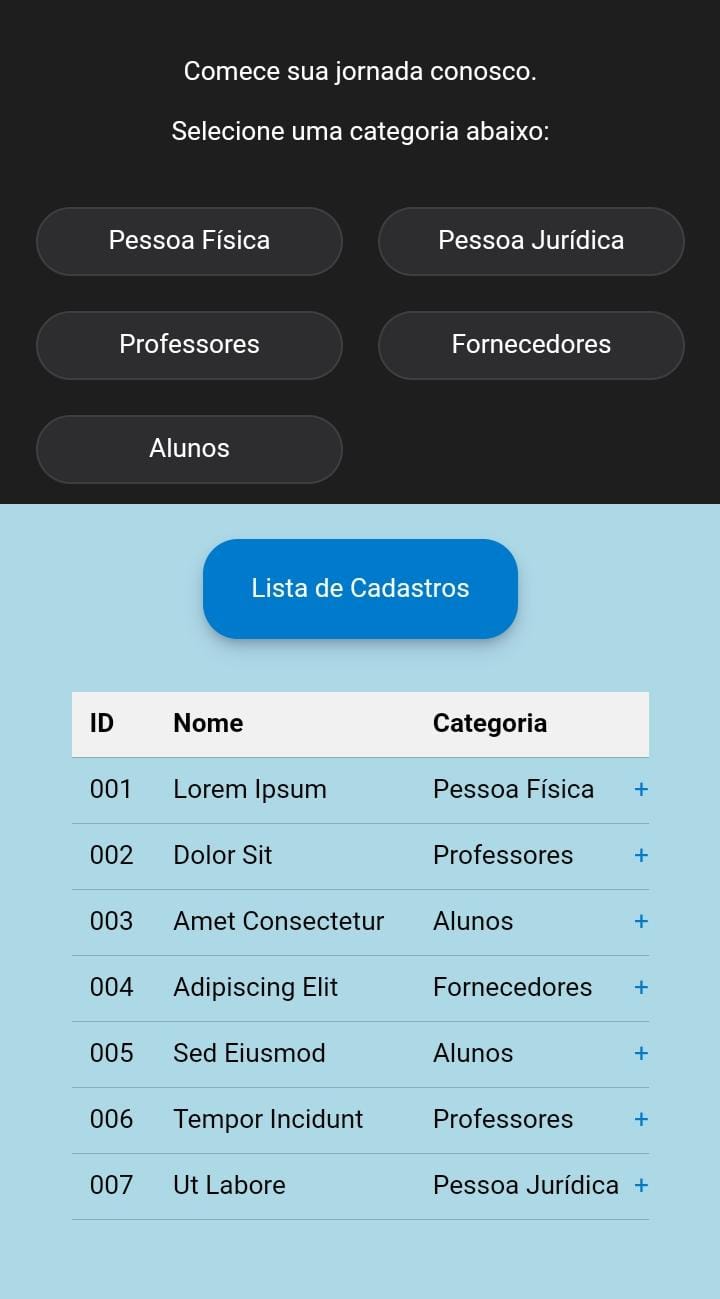 Comece sua jornada conosco.
Selecione uma categoria abaixo:
Pessoa Física Pessoa Jurídica
Professores Fornecedores
Alunos
Lista de Cadastros
ID Nome Categoria
001 Lorem Ipsum Pessoa Física +
002 Dolor Sit Professores +
003 Amet Consectetur Alunos +
004 Adipiscing Elit Fornecedores +
005 Sed Eiusmod Alunos +
006 Tempor Incidunt Professores +
007 Ut Labore Pessoa Jurídica +